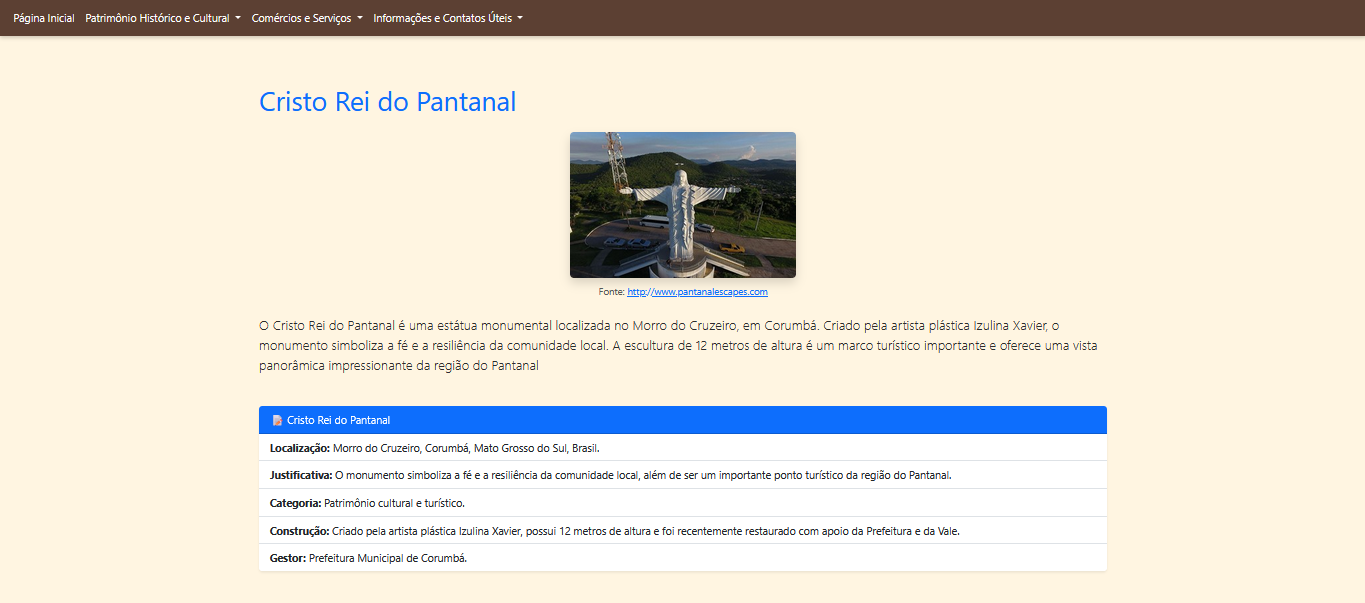 Página Inicial Patrimônio Histórico e Cultural Comércios e Serviços Informações e Contatos Úteis
Cristo Rei do Pantanal
Fonte: http://www.pantanalescapes.com
O Cristo Rei do Pantanal é uma estátua monumental localizada no Morro do Cruzeiro, em Corumbá. Criado pela artista plástica Izulina Xavier, o
monumento simboliza a fé e a resiliência da comunidade local. A escultura de 12 metros de altura é um marco turístico importante e oferece uma vista
panorâmica impressionante da região do Pantanal
Cristo Rei do Pantanal
Localização: Morro do Cruzeiro, Corumbá, Mato Grosso do Sul, Brasil.
Justificativa: O monumento simboliza a fé e a resiliência da comunidade local, além de ser um importante ponto turístico da região do Pantanal.
Categoria: Patrimônio cultural e turístico.
Construção: Criado pela artista plástica Izulina Xavier, possui 12 metros de altura e foi recentemente restaurado com apoio da Prefeitura e da Vale.
Gestor: Prefeitura Municipal de Corumbá.